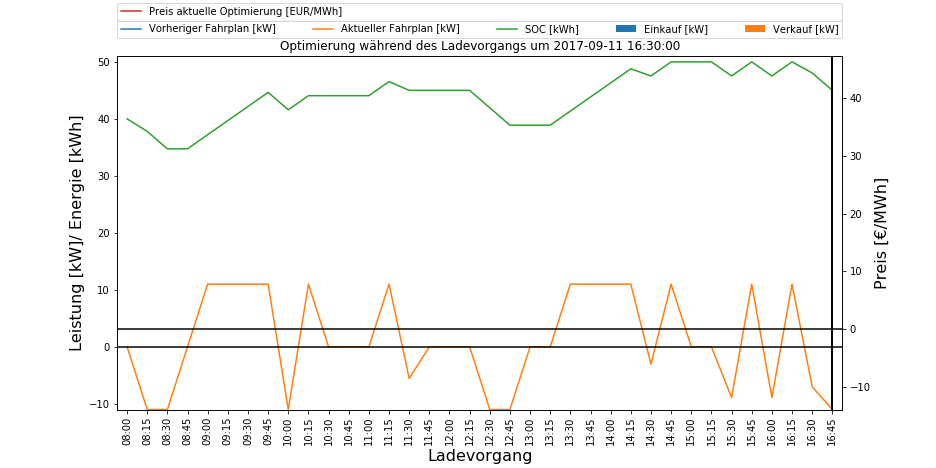 Preis aktuelle Optimierung [EUR/MWh]
Vorheriger Fahrplan [kW] Aktueller Fahrplan [kW] SOC [kWh] Einkauf [kW] Verkauf [kW]
Optimierung während des Ladevorgangs um 2017-09-11 16:30:00
Leistung [kW]/ Energie [kWh]
50
40
30
20
10
0
−10
40
30
20
10
0
−10
Preis [€/MWh]
08:00 08:15 08:30 08:45 09:00 09:15 09:30 09:45 10:00 10:15 10:30 10:45 11:00 11:15 11:30 11:45 12:00 12:15 12:30 12:45 13:00 13:15 13:30 13:45 14:00 14:15 14:30 14:45 15:00 15:15 15:30 15:45 16:00 16:15 16:30 16:45
Ladevorgang